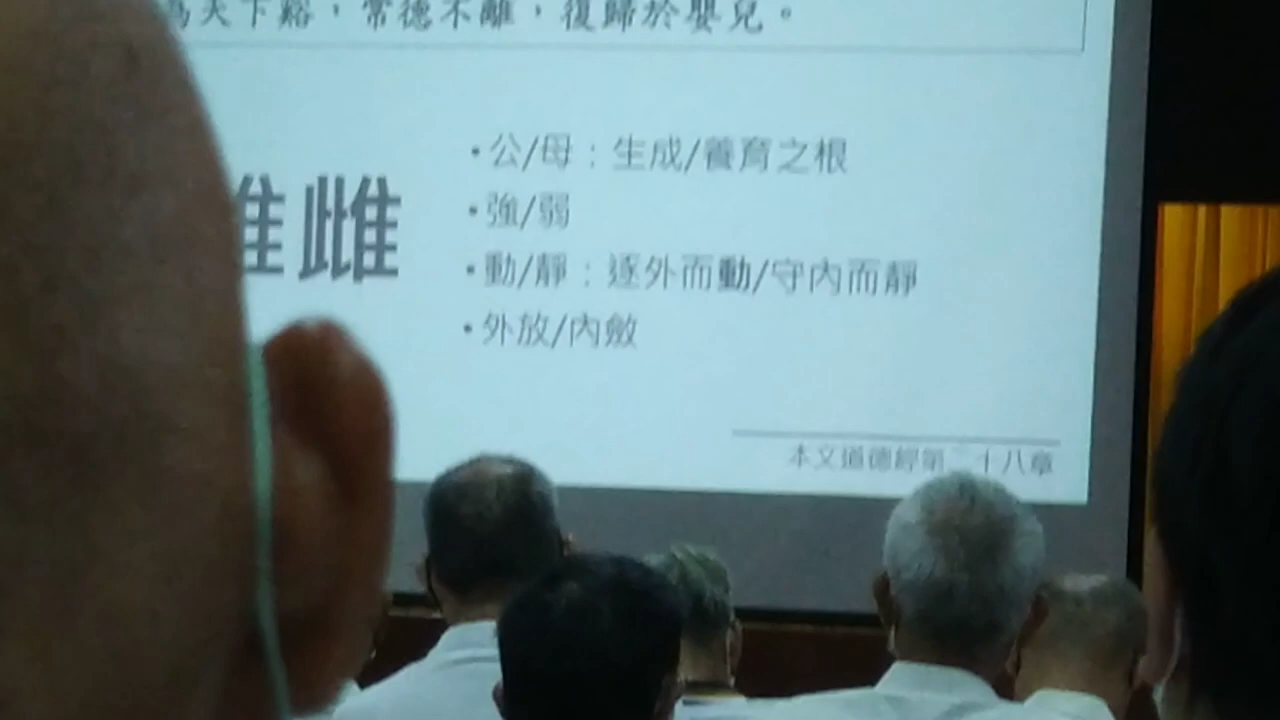 為天下谿，常德不離，復歸於嬰兒。
雌
•公/母：生成/養育之根
•強/弱
•動/靜：逐外而動/守內而靜
•外放/內斂
本文道德經第二十八章